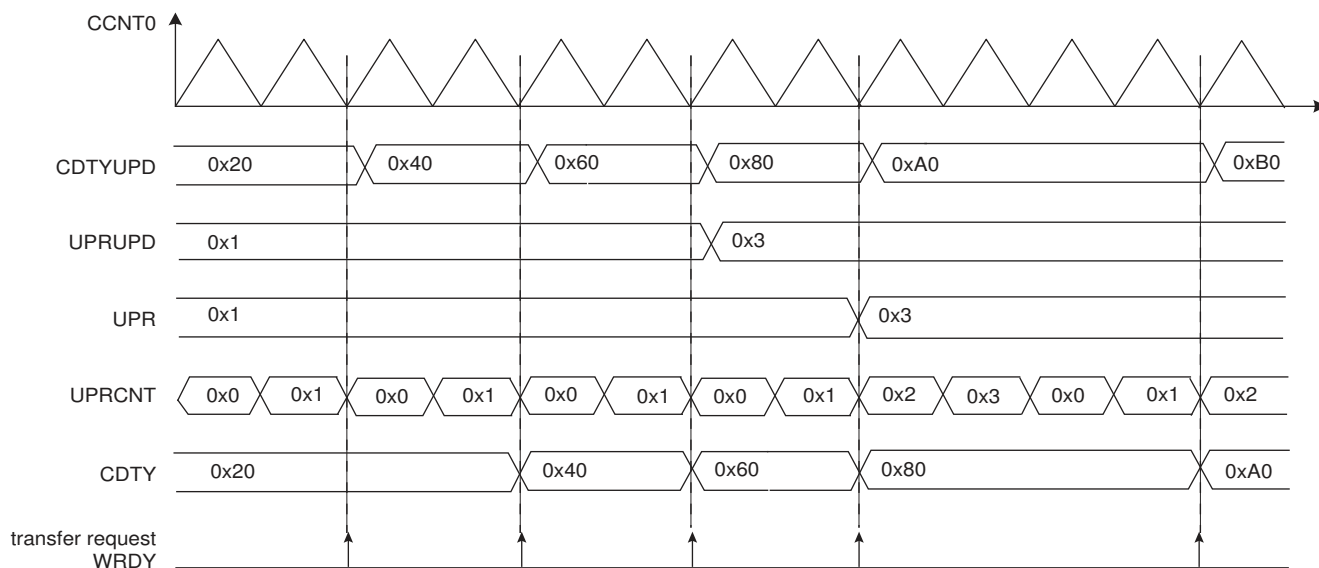 CCNT0
CDTYUPD 0x20 0x40 0x60 0x80 0xA0 0xB0
UPRUPD 0x1 0x3
UPR 0x1 0x3
UPRCNT 0x0 0x1 0x0 0x1 0x0 0x1 0x0 0x1 0x2 0x3 0x0 0x1 0x2
CDTY 0x20 0x40 0x60 0x80 0xA0
transfer request
WRDY